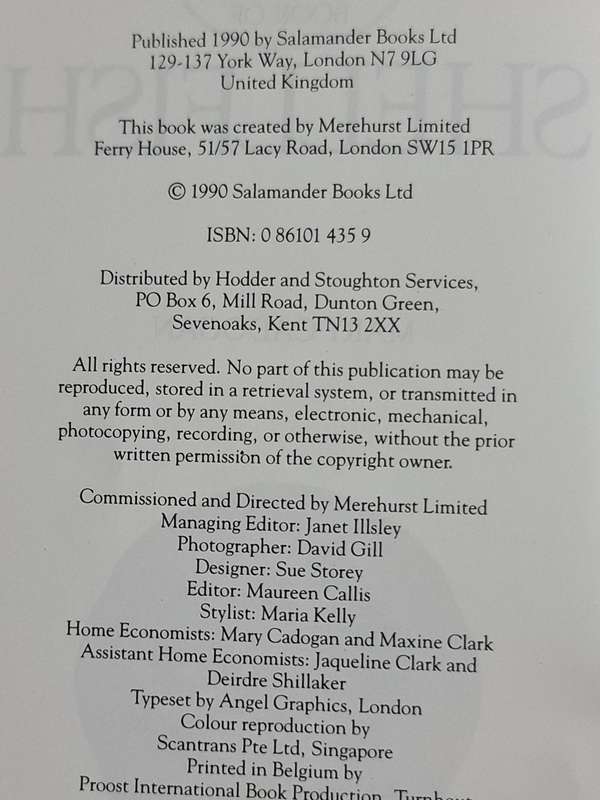 Published 1990 by Salamander Books Ltd
129-137 York Way, London N7 9LG
United Kingdom
This book was created by Merehurst Limited
Ferry House, 51/57 Lacy Road, London SW15 1PR
© 1990 Salamander Books Ltd
ISBN: 0 86101 435 9
Distributed by Hodder and Stoughton Services,
PO Box 6, Mill Road, Dunton Green,
Sevenoaks, Kent TN13 2XX
All rights reserved. No part of this publication may be
reproduced, stored in a retrieval system, or transmitted in
any form or by any means, electronic, mechanical,
photocopying, recording, or otherwise, without the prior
written permission of the copyright owner.
Commissioned and Directed by Merehurst Limited
Managing Editor: Janet Illsley
Photographer: David Gill
Designer: Sue Storey
Editor: Maureen Callis
Stylist: Maria Kelly
Home Economists: Mary Cadogan and Maxine Clark
Assistant Home Economists: Jaqueline Clark and
Deirdre Shillaker
Typeset by Angel Graphics, London
Colour reproduction by
Scantrans Pte Ltd, Singapore
Printed in Belgium by
Proost International Book Production, Turnhout